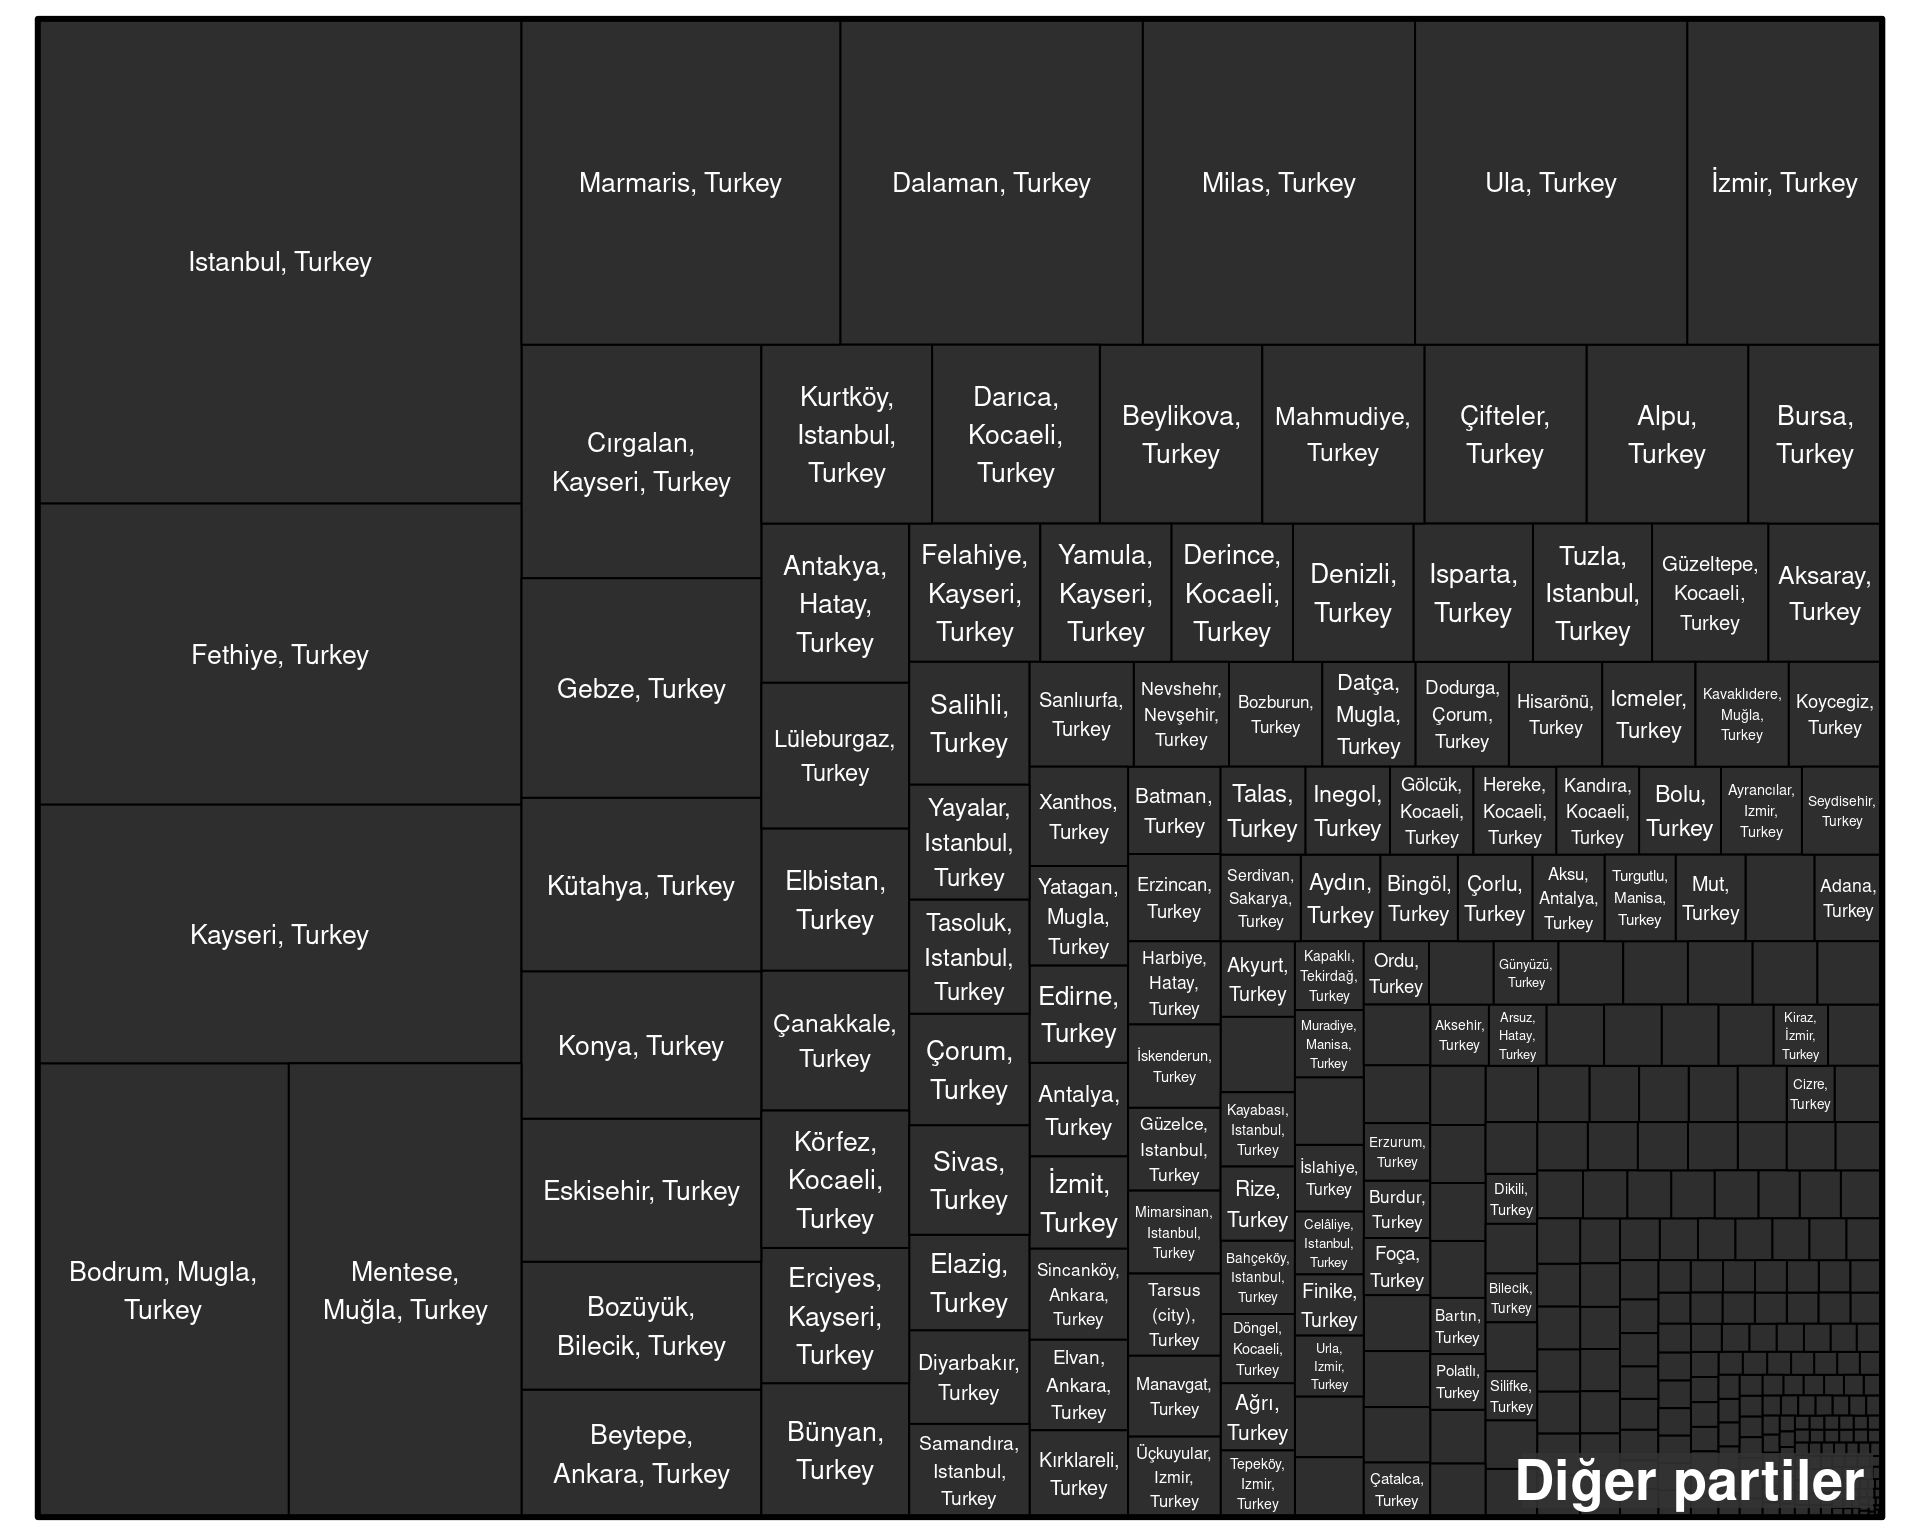 Istanbul, Turkey
Fethiye, Turkey
Kayseri, Turkey
Bodrum, Mugla,
Turkey
Mentese,
Muğla, Turkey
Marmaris, Turkey
Dalaman, Turkey
Milas, Turkey
Ula, Turkey
İzmir, Turkey
Cırgalan,
Kayseri, Turkey
Gebze, Turkey
Kütahya, Turkey
Konya, Turkey
Eskisehir, Turkey
Bozüyük,
Bilecik, Turkey
Beytepe,
Ankara, Turkey
Kurtköy,
Istanbul,
Turkey
Darıca,
Kocaeli,
Turkey
Beylikova,
Turkey
Mahmudiye,
Turkey
Çifteler,
Turkey
Alpu,
Turkey
Bursa,
Turkey
Antakya,
Hatay,
Turkey
Lüleburgaz,
Turkey
Elbistan,
Turkey
Çanakkale,
Turkey
Körfez,
Kocaeli,
Turkey
Erciyes,
Kayseri,
Turkey
Bünyan,
Turkey
Felahiye,
Kayseri,
Turkey
Yamula,
Kayseri,
Turkey
Derince,
Kocaeli,
Turkey
Denizli,
Turkey
Isparta,
Turkey
Tuzla,
Istanbul,
Turkey
Güzeltepe,
Kocaeli,
Turkey
Aksaray,
Turkey
Salihli,
Turkey
Yayalar,
Istanbul,
Turkey
Tasoluk,
Istanbul,
Turkey
Çorum,
Turkey
Sivas,
Turkey
Elazig,
Turkey
Diyarbakır,
Turkey
Samandıra,
Istanbul,
Turkey
Sanlıurfa,
Turkey
Nevshehr,
Nevşehir,
Turkey
Bozburun,
Turkey
Datça,
Mugla,
Turkey
Dodurga,
Çorum,
Turkey
Hisarönü,
Turkey
Icmeler,
Turkey
Kavaklıdere,
Muğla,
Turkey
Koycegiz,
Turkey
Xanthos,
Turkey
Yatagan,
Mugla,
Turkey
Edirne,
Turkey
Antalya,
Turkey
İzmit,
Turkey
Sincanköy,
Ankara,
Turkey
Elvan,
Ankara,
Turkey
Kırklareli,
Turkey
Batman,
Turkey
Talas,
Turkey
Inegol,
Turkey
Gölcük,
Kocaeli,
Turkey
Hereke,
Kocaeli,
Turkey
Kandıra,
Kocaeli,
Turkey
Bolu,
Turkey
Ayrancılar,
Izmir,
Turkey
Seydisehir,
Turkey
Erzincan,
Turkey
Harbiye,
Hatay,
Turkey
İskenderun,
Turkey
Güzelce,
Istanbul,
Turkey
Mimarsinan,
Istanbul,
Turkey
Tarsus
(city),
Turkey
Manavgat,
Turkey
Üçkuyular,
Izmir,
Turkey
Serdivan,
Sakarya,
Turkey
Aydın,
Turkey
Bingöl,
Turkey
Çorlu,
Turkey
Aksu,
Antalya,
Turkey
Turgutlu,
Manisa,
Turkey
Mut,
Turkey
Adana,
Turkey
Akyurt,
Turkey
Kayabası,
Istanbul,
Turkey
Rize,
Turkey
Bahçeköy,
Istanbul,
Turkey
Döngel,
Kocaeli,
Turkey
Ağrı,
Turkey
Tepeköy,
Izmir,
Turkey
Kapaklı,
Tekirdağ,
Turkey
Muradiye,
Manisa,
Turkey
İslahiye,
Turkey
Celâliye,
Istanbul,
Turkey
Finike,
Turkey
Urla,
Izmir,
Turkey
Ordu,
Turkey
Erzurum,
Turkey
Burdur,
Turkey
Foça,
Turkey
Çatalca,
Turkey
Günyüzü,
Turkey
Aksehir,
Turkey
Arsuz,
Hatay,
Turkey
Kiraz,
İzmir,
Turkey
Cizre,
Turkey
Dikili,
Turkey
Bilecik,
Turkey
Bartın,
Turkey
Polatlı,
Turkey
Silifke,
Turkey
Diğer partiler